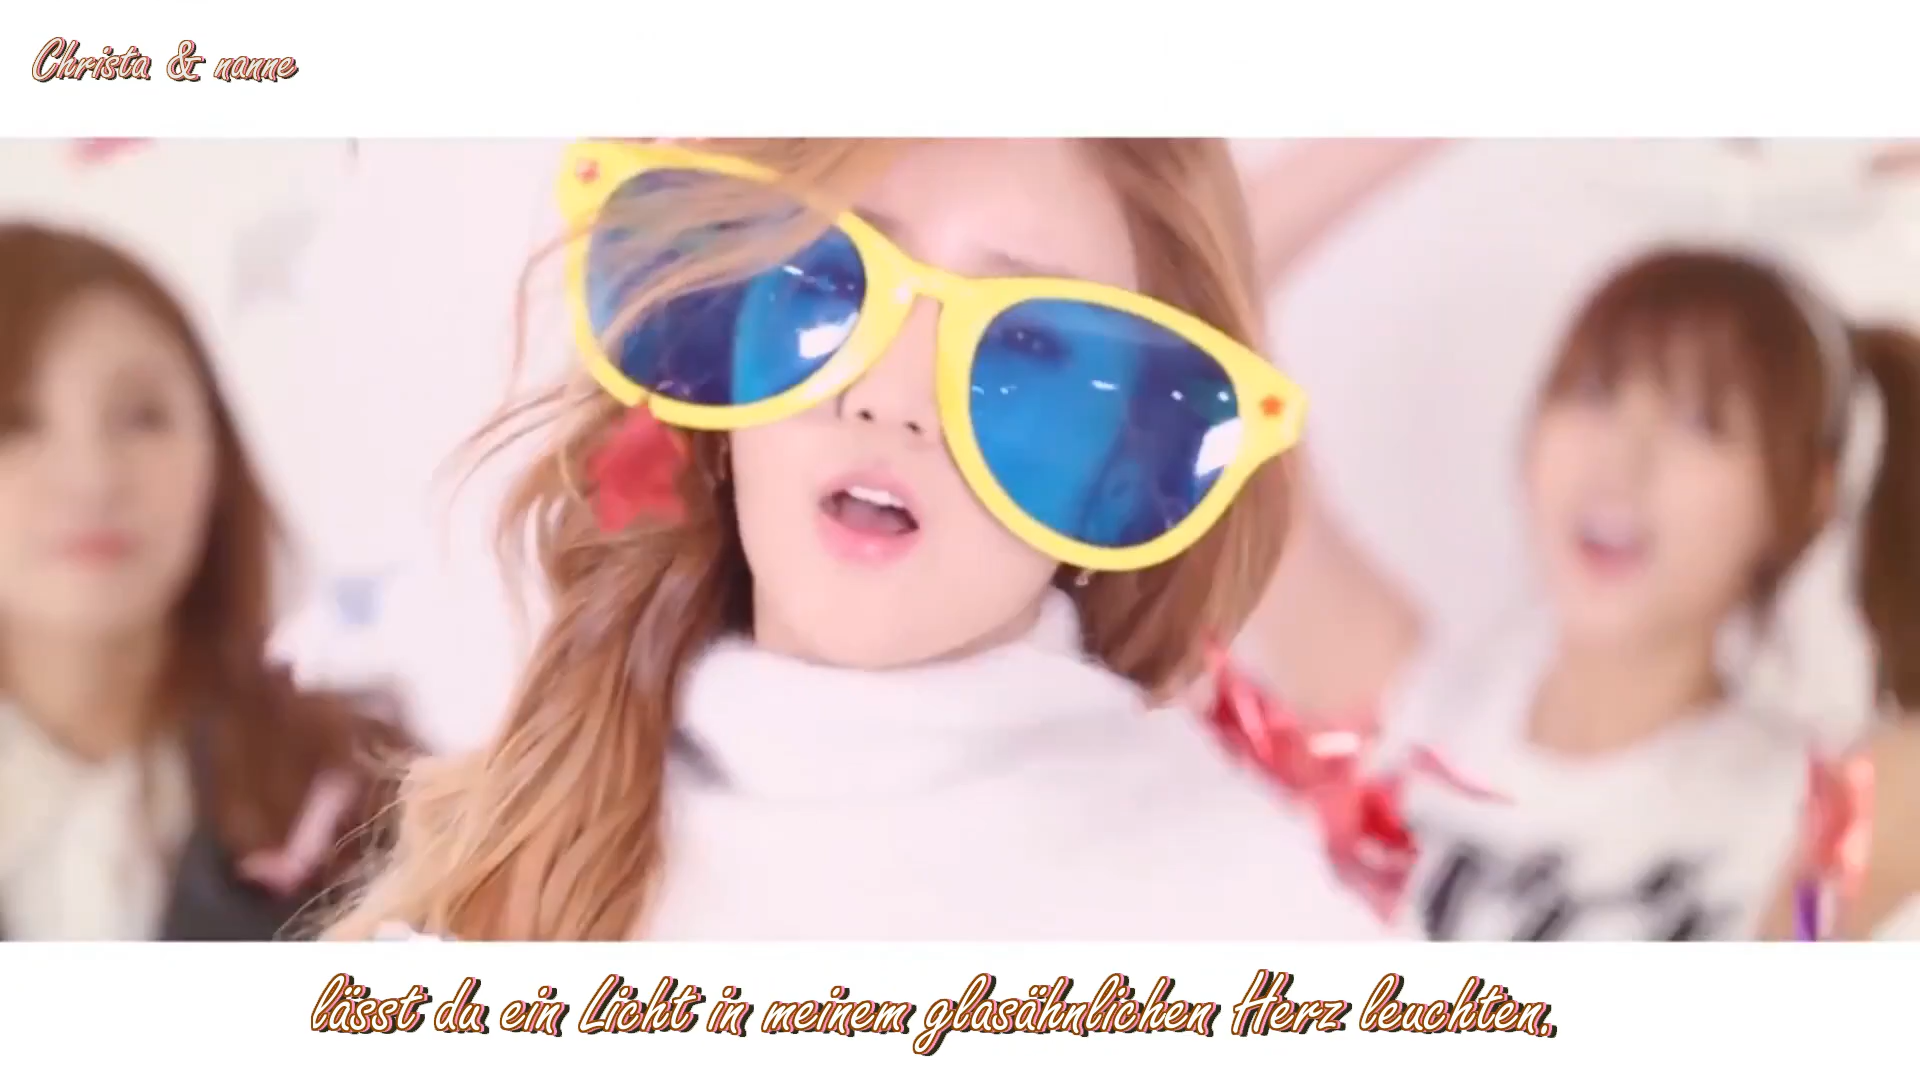 Christa & nanne
lässt du ein Licht in meinem glasähnlichen Herz leuchten.